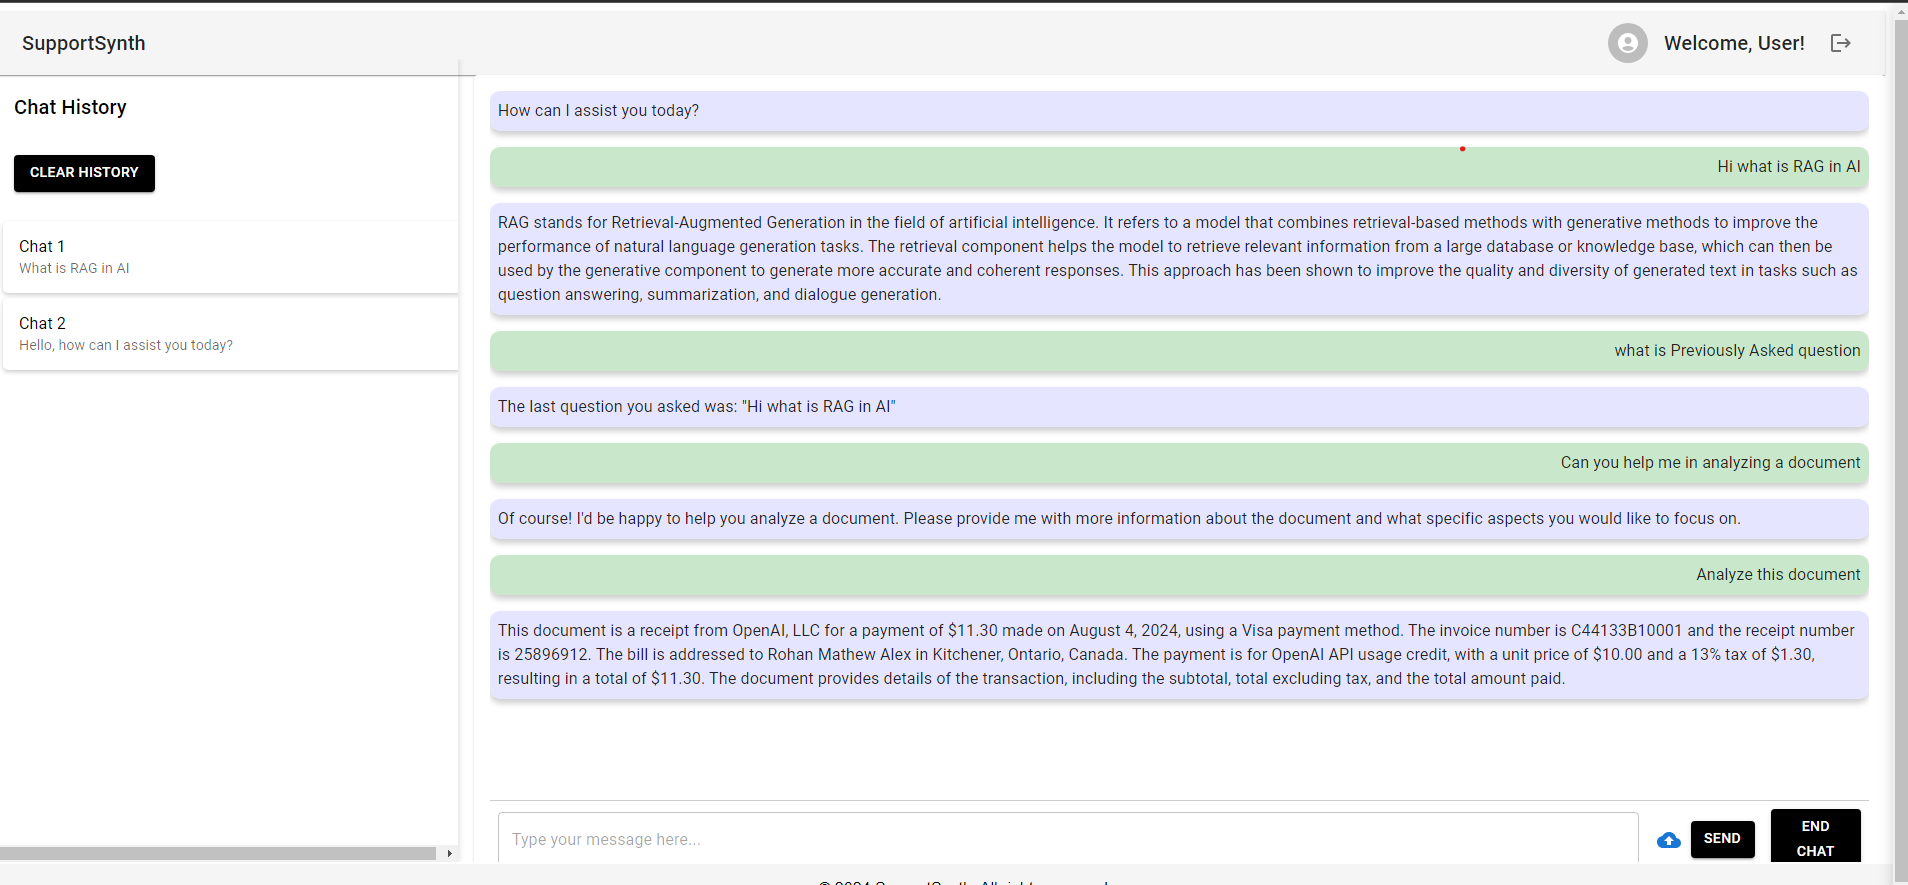 SupportSynth
Welcome, User!
Chat History
CLEAR HISTORY
Chat 1
What is RAG in AI
Chat 2
Hello, how can I assist you today?
How can I assist you today?
Hi what is RAG in AI
RAG stands for Retrieval-Augmented Generation in the field of artificial intelligence. It refers to a model that combines retrieval-based methods with generative methods to improve the
performance of natural language generation tasks. The retrieval component helps the model to retrieve relevant information from a large database or knowledge base, which can then be
used by the generative component to generate more accurate and coherent responses. This approach has been shown to improve the quality and diversity of generated text in tasks such as
question answering, summarization, and dialogue generation.
what is Previously Asked question
The last question you asked was: "Hi what is RAG in AI"
Can you help me in analyzing a document
Of course! I'd be happy to help you analyze a document. Please provide me with more information about the document and what specific aspects you would like to focus on.
Analyze this document
This document is a receipt from OpenAI, LLC for a payment of $11.30 made on August 4, 2024, using a Visa payment method. The invoice number is C44133B10001 and the receipt number
is 25896912. The bill is addressed to Rohan Mathew Alex in Kitchener, Ontario, Canada. The payment is for OpenAI API usage credit, with a unit price of $10.00 and a 13% tax of $1.30,
resulting in a total of $11.30. The document provides details of the transaction, including the subtotal, total excluding tax, and the total amount paid.
Type your message here...
SEND
END
CHAT